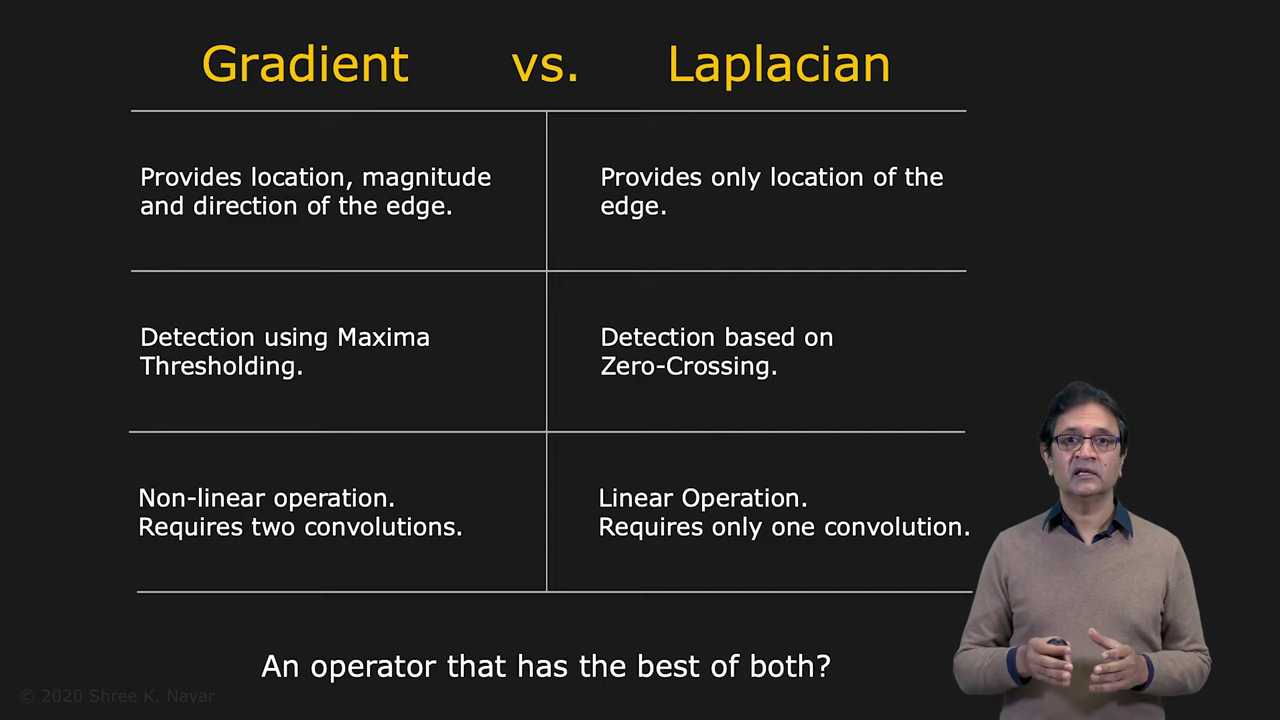 Gradient vs. Laplacian
Provides location, magnitude
and direction of the edge.
Provides only location of the
edge.
Detection using Maxima
Thresholding.
Detection based on
Zero-Crossing.
Non-linear operation.
Requires two convolutions.
Linear Operation.
Requires only one convolution.
An operator that has the best of both?
© 2020 Shree K. Nayar